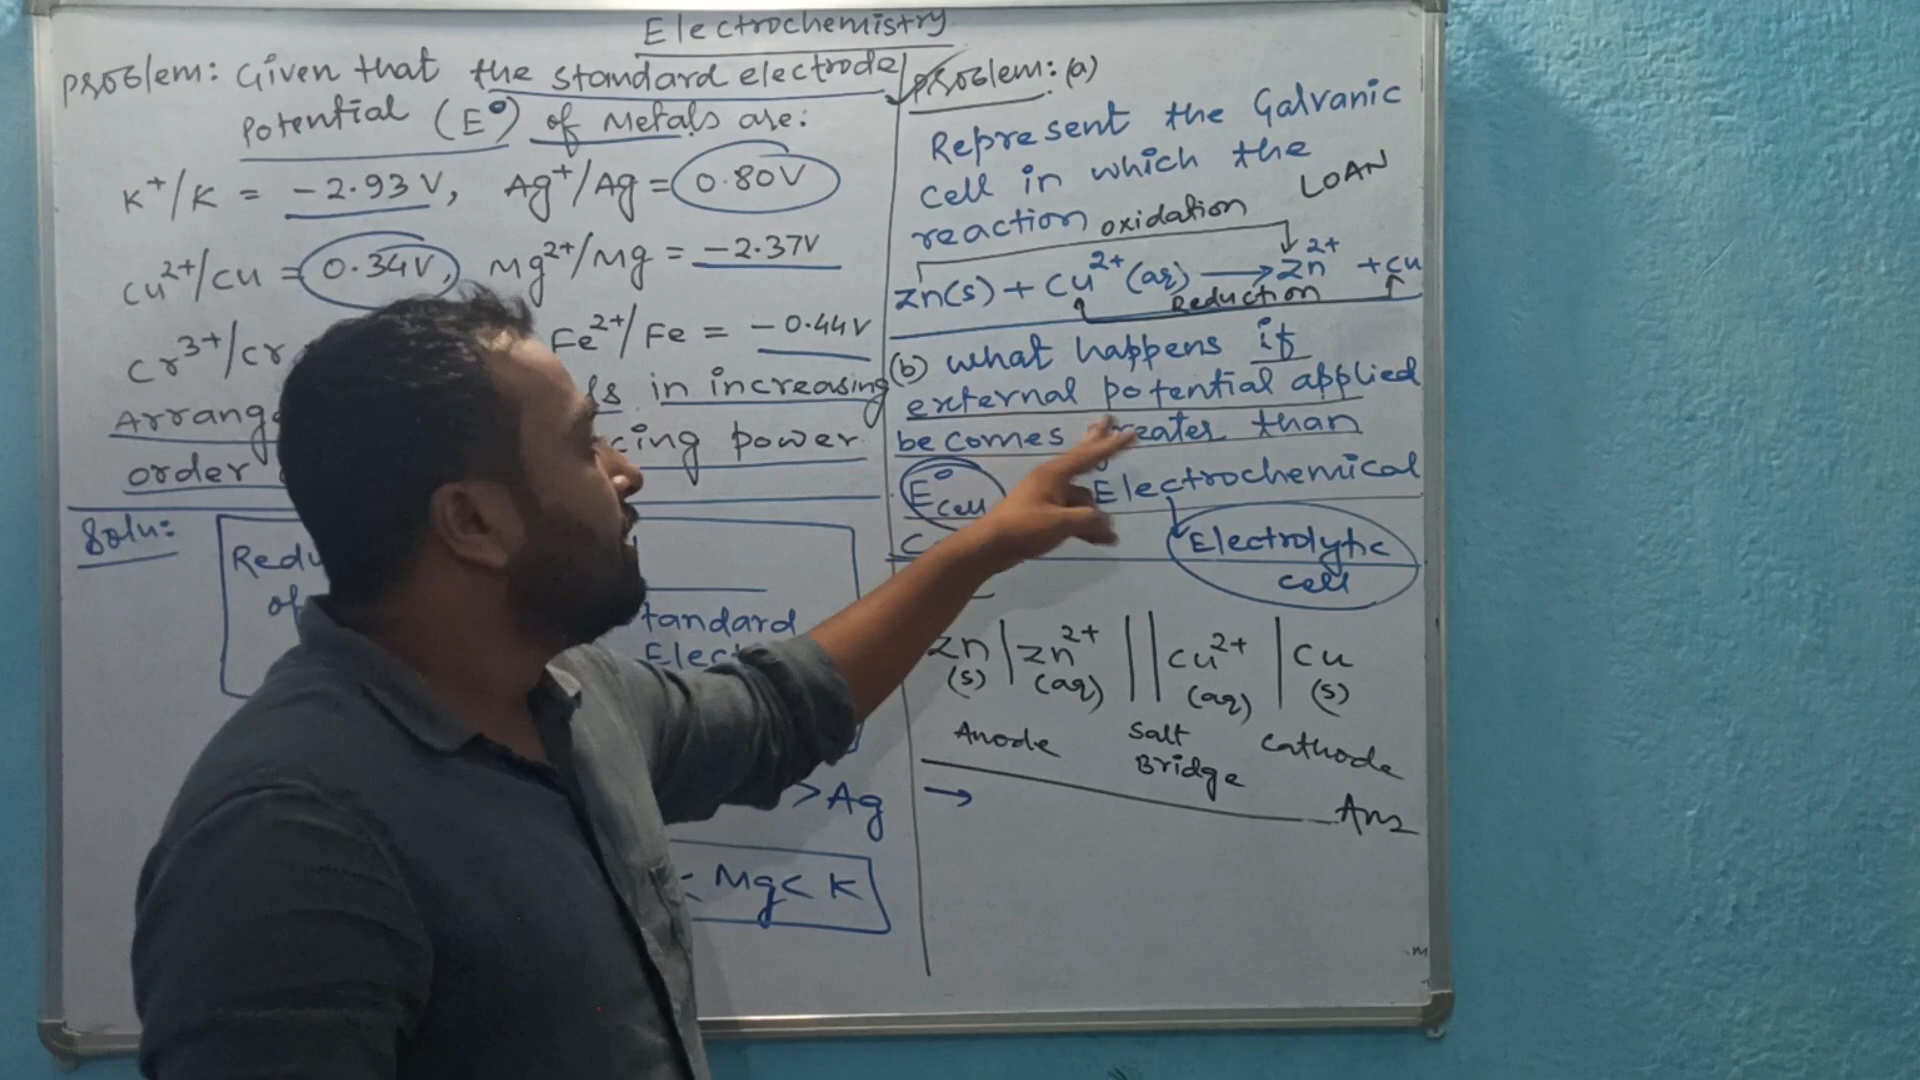 Electrochemistry
Problem: Given that the standard electrode
Potential (E°) of Metals are:
K⁺/K = -2.93V, Ag⁺/Ag = 0.80V
Cu²⁺/Cu = 0.34V, Mg²⁺/Mg = -2.37V
Cr³⁺/Cr Fe²⁺/Fe = -0.44V
in increasing
order power
Soln:
of
tandard
>Ag
< Mg < K
Problem: (a)
Represent the Galvanic
cell in which the
LOAN
reaction oxidation
Zn(s) + Cu²⁺(aq) → Zn²⁺ + Cu
Reduction
(b) What happens if
external potential applied
becomes greater than
E°cell Electrochemical
Electrolytic
cell
Zn | Zn²⁺ || Cu²⁺ | Cu
(s) (aq) (aq) (s)
Anode Salt Bridge Cathode
→ Ans